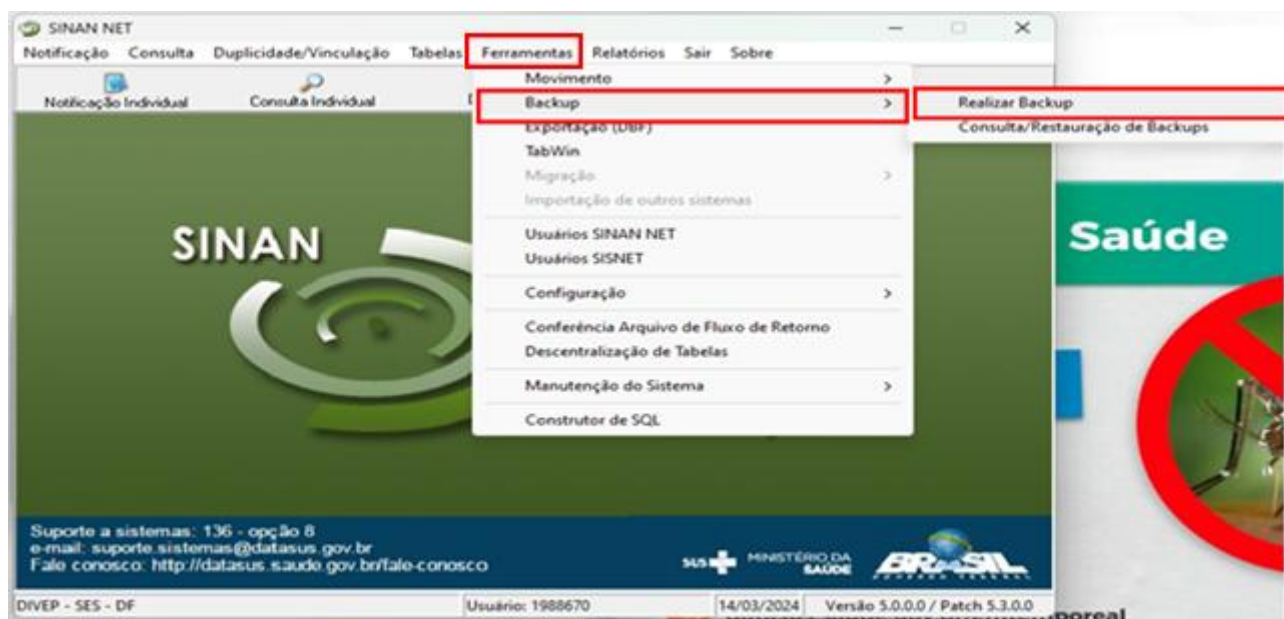 SINAN NET
Notificação Consulta Duplicidade/Vinculação Tabelas Ferramentas Relatórios Sair Sobre
Notificação Individual Consulta Individual
Movimento
Backup
Exportação (DBF)
TabWin
Migração
Importação de outros sistemas
Usuários SINAN NET
Usuários SISNET
Configuração
Conferência Arquivo de Fluxo de Retorno
Descentralização de Tabelas
Manutenção do Sistema
Construtor de SQL
Realizar Backup
Consulta/Restauração de Backups
SINAN
Saúde
Suporte a sistemas: 136 - opção 8
e-mail: suporte.sistemas@datasus.gov.br
Fale conosco: http://datasus.saude.gov.br/fale-conosco
SUS MINISTÉRIO DA SAÚDE
BRASIL
GOVERNO FEDERAL
DIVEP - SES - DF Usuário: 1988670 14/03/2024 Versão 5.0.0.0 / Patch 5.3.0.0